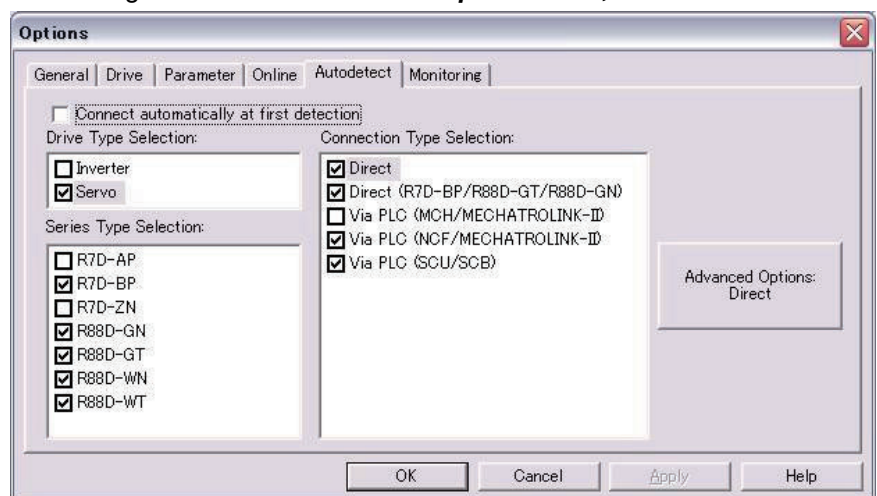 Options
General Drive Parameter Online Autodetect Monitoring
Connect automatically at first detection
Drive Type Selection:
Inverter
Servo
Series Type Selection:
R7D-AP
R7D-BP
R7D-ZN
R88D-GN
R88D-GT
R88D-WN
R88D-WT
Connection Type Selection:
Direct
Direct (R7D-BP/R88D-GT/R88D-GN)
Via PLC (MCH/MECHATROLINK-II)
Via PLC (NCF/MECHATROLINK-II)
Via PLC (SCU/SCB)
Advanced Options:
Direct
OK Cancel Apply Help